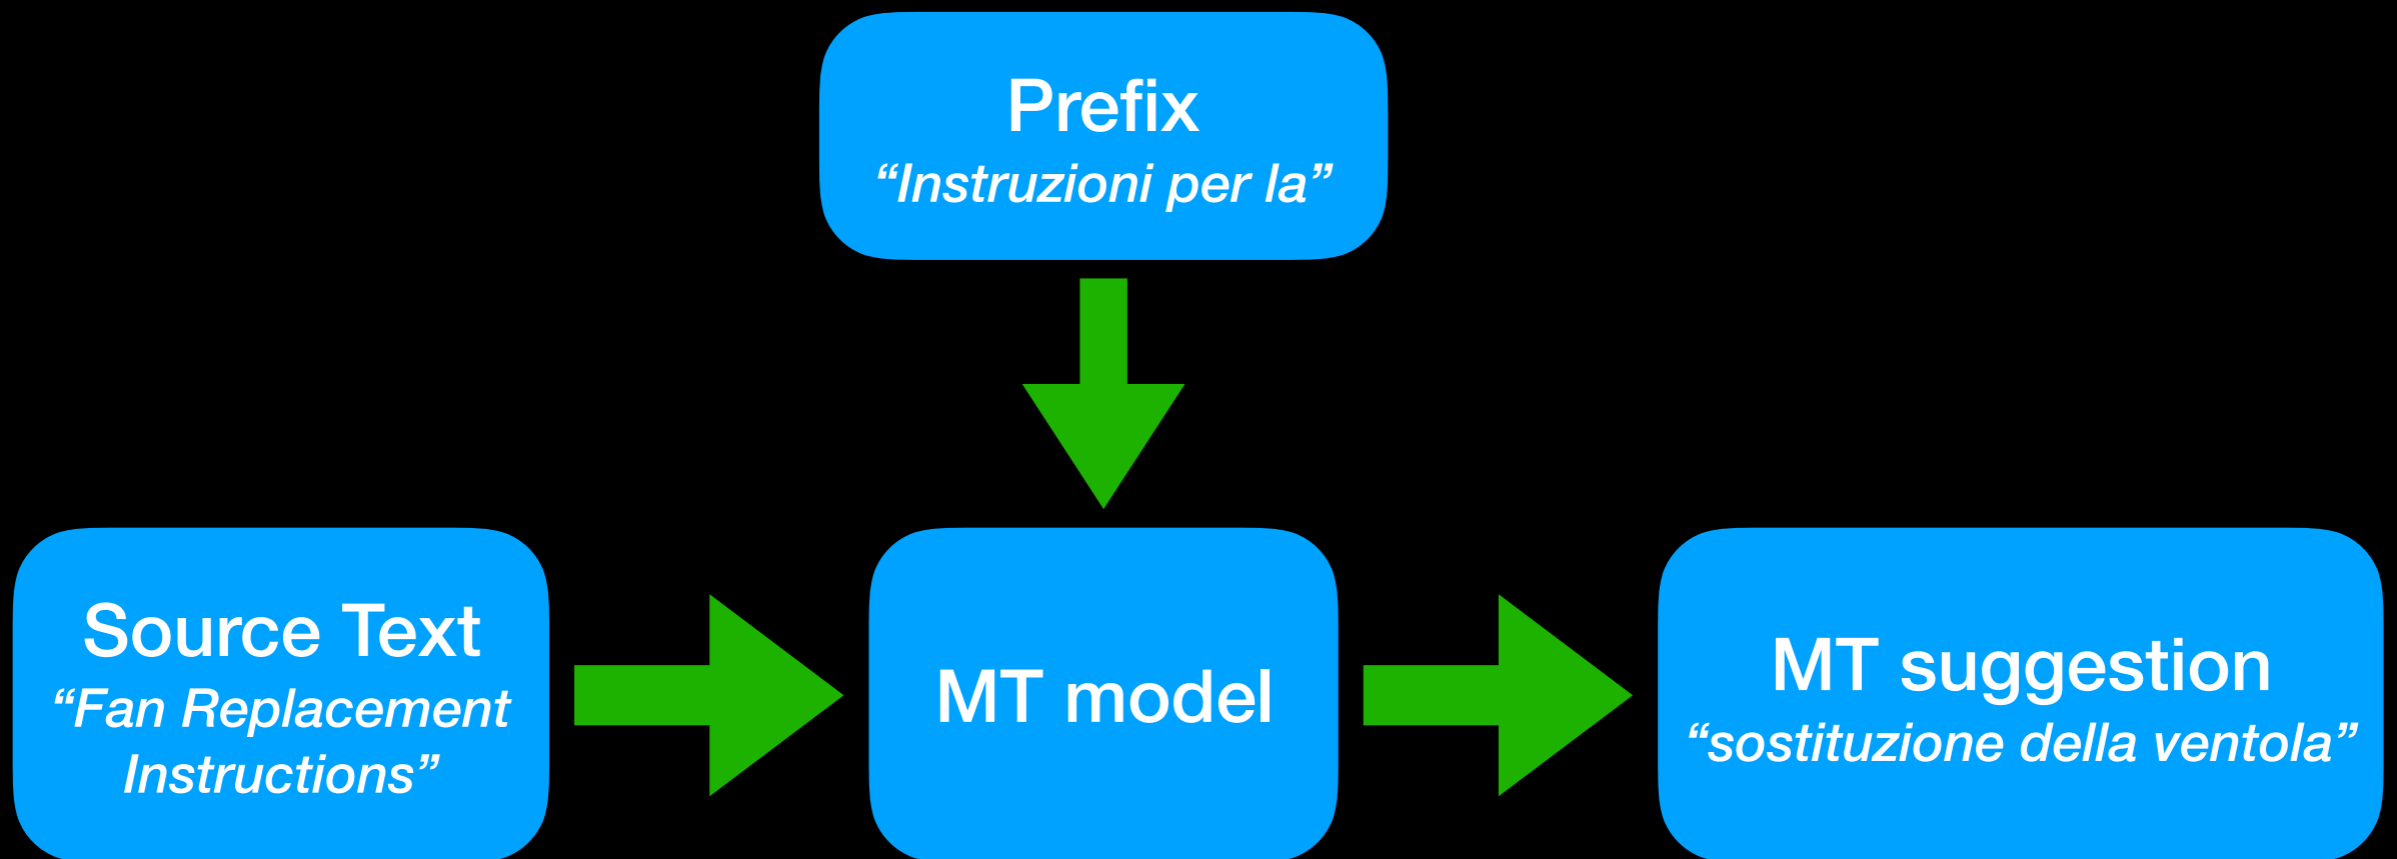 Prefix
“Instruzioni per la”
Source Text
“Fan Replacement
Instructions”
MT model
MT suggestion
“sostituzione della ventola”